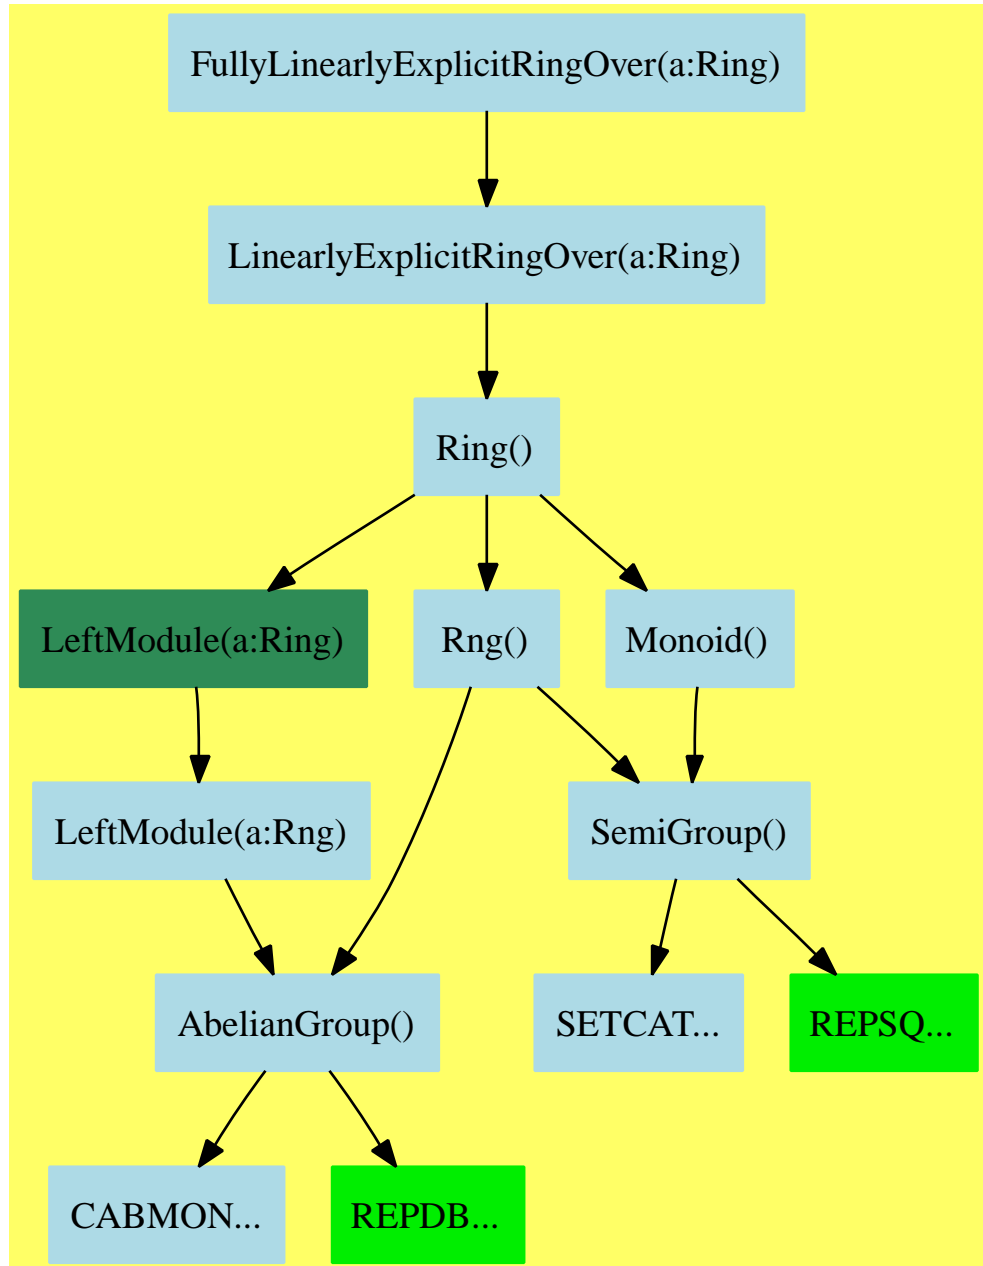 FullyLinearlyExplicitRingOver(a:Ring)
LinearlyExplicitRingOver(a:Ring)
Ring()
LeftModule(a:Ring)
Rng()
Monoid()
LeftModule(a:Rng)
SemiGroup()
AbelianGroup()
SETCAT...
REPSQ...
CABMON...
REPDB...